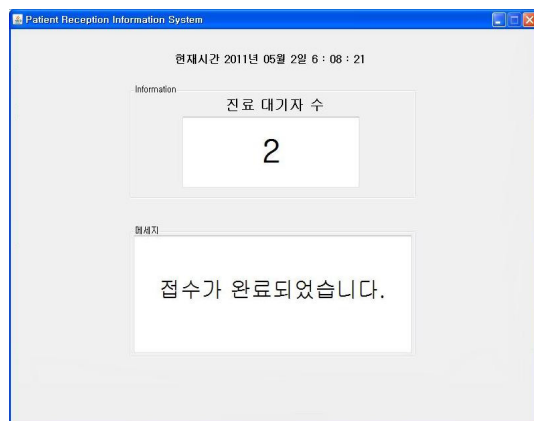 Patient Reception Information System
현재시간 2011년 05월 2일 6 : 08 : 21
Information
진료 대기자 수
2
메세지
접수가 완료되었습니다.